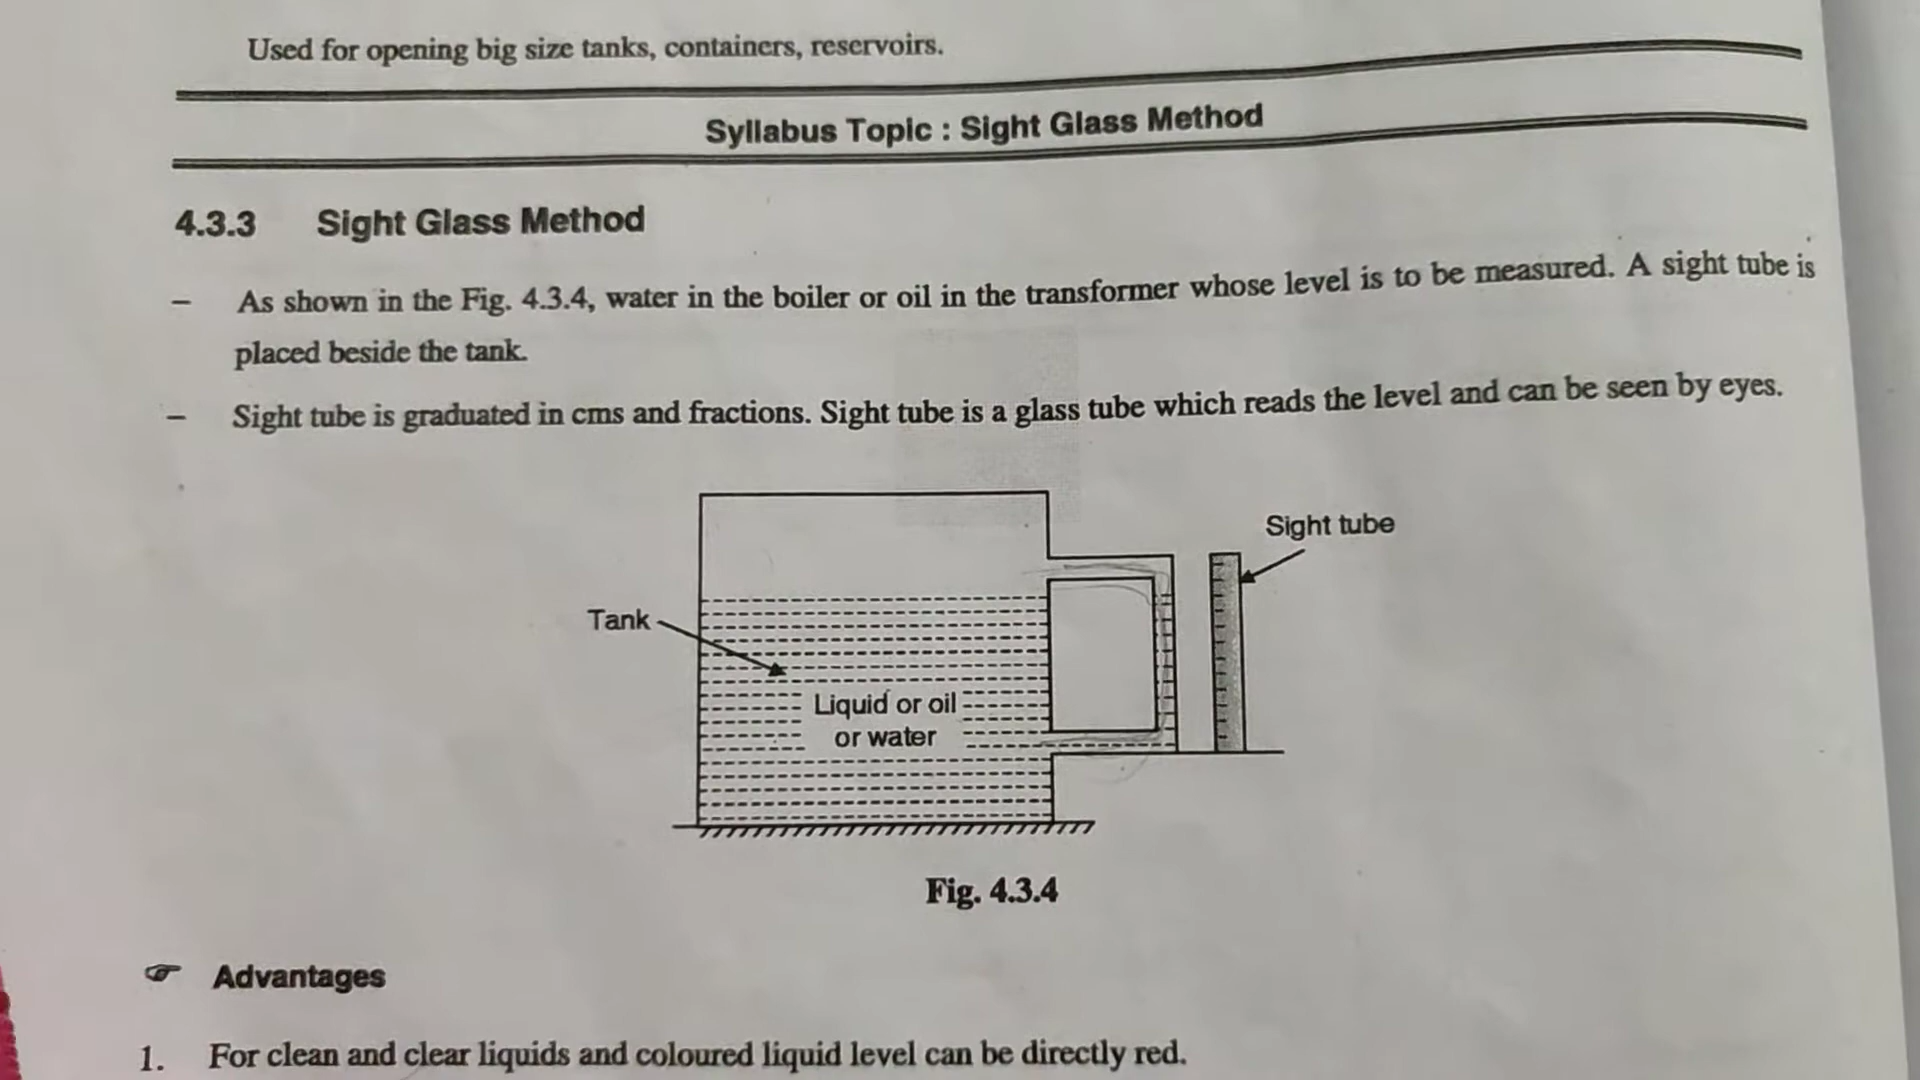 Used for opening big size tanks, containers, reservoirs.
Syllabus Topic : Sight Glass Method
4.3.3 Sight Glass Method
– As shown in the Fig. 4.3.4, water in the boiler or oil in the transformer whose level is to be measured. A sight tube is
placed beside the tank.
– Sight tube is graduated in cms and fractions. Sight tube is a glass tube which reads the level and can be seen by eyes.
Sight tube
Tank
Liquid or oil
or water
Fig. 4.3.4
☞ Advantages
1. For clean and clear liquids and coloured liquid level can be directly red.